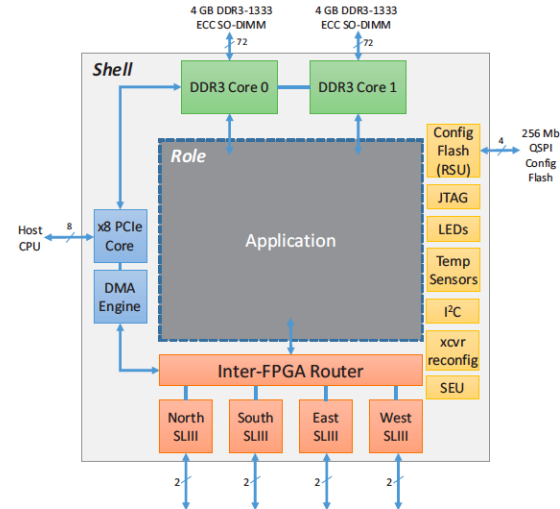 4 GB DDR3-1333
ECC SO-DIMM
4 GB DDR3-1333
ECC SO-DIMM
72
72
Shell
DDR3 Core 0
DDR3 Core 1
Role
Application
Config
Flash
(RSU)
4
256 Mb
QSPI
Config
Flash
JTAG
LEDs
Temp
Sensors
I²C
xcvr
reconfig
SEU
Host
CPU
8
x8 PCIe
Core
DMA
Engine
Inter-FPGA Router
North
SLIII
South
SLIII
East
SLIII
West
SLIII
2
2
2
2